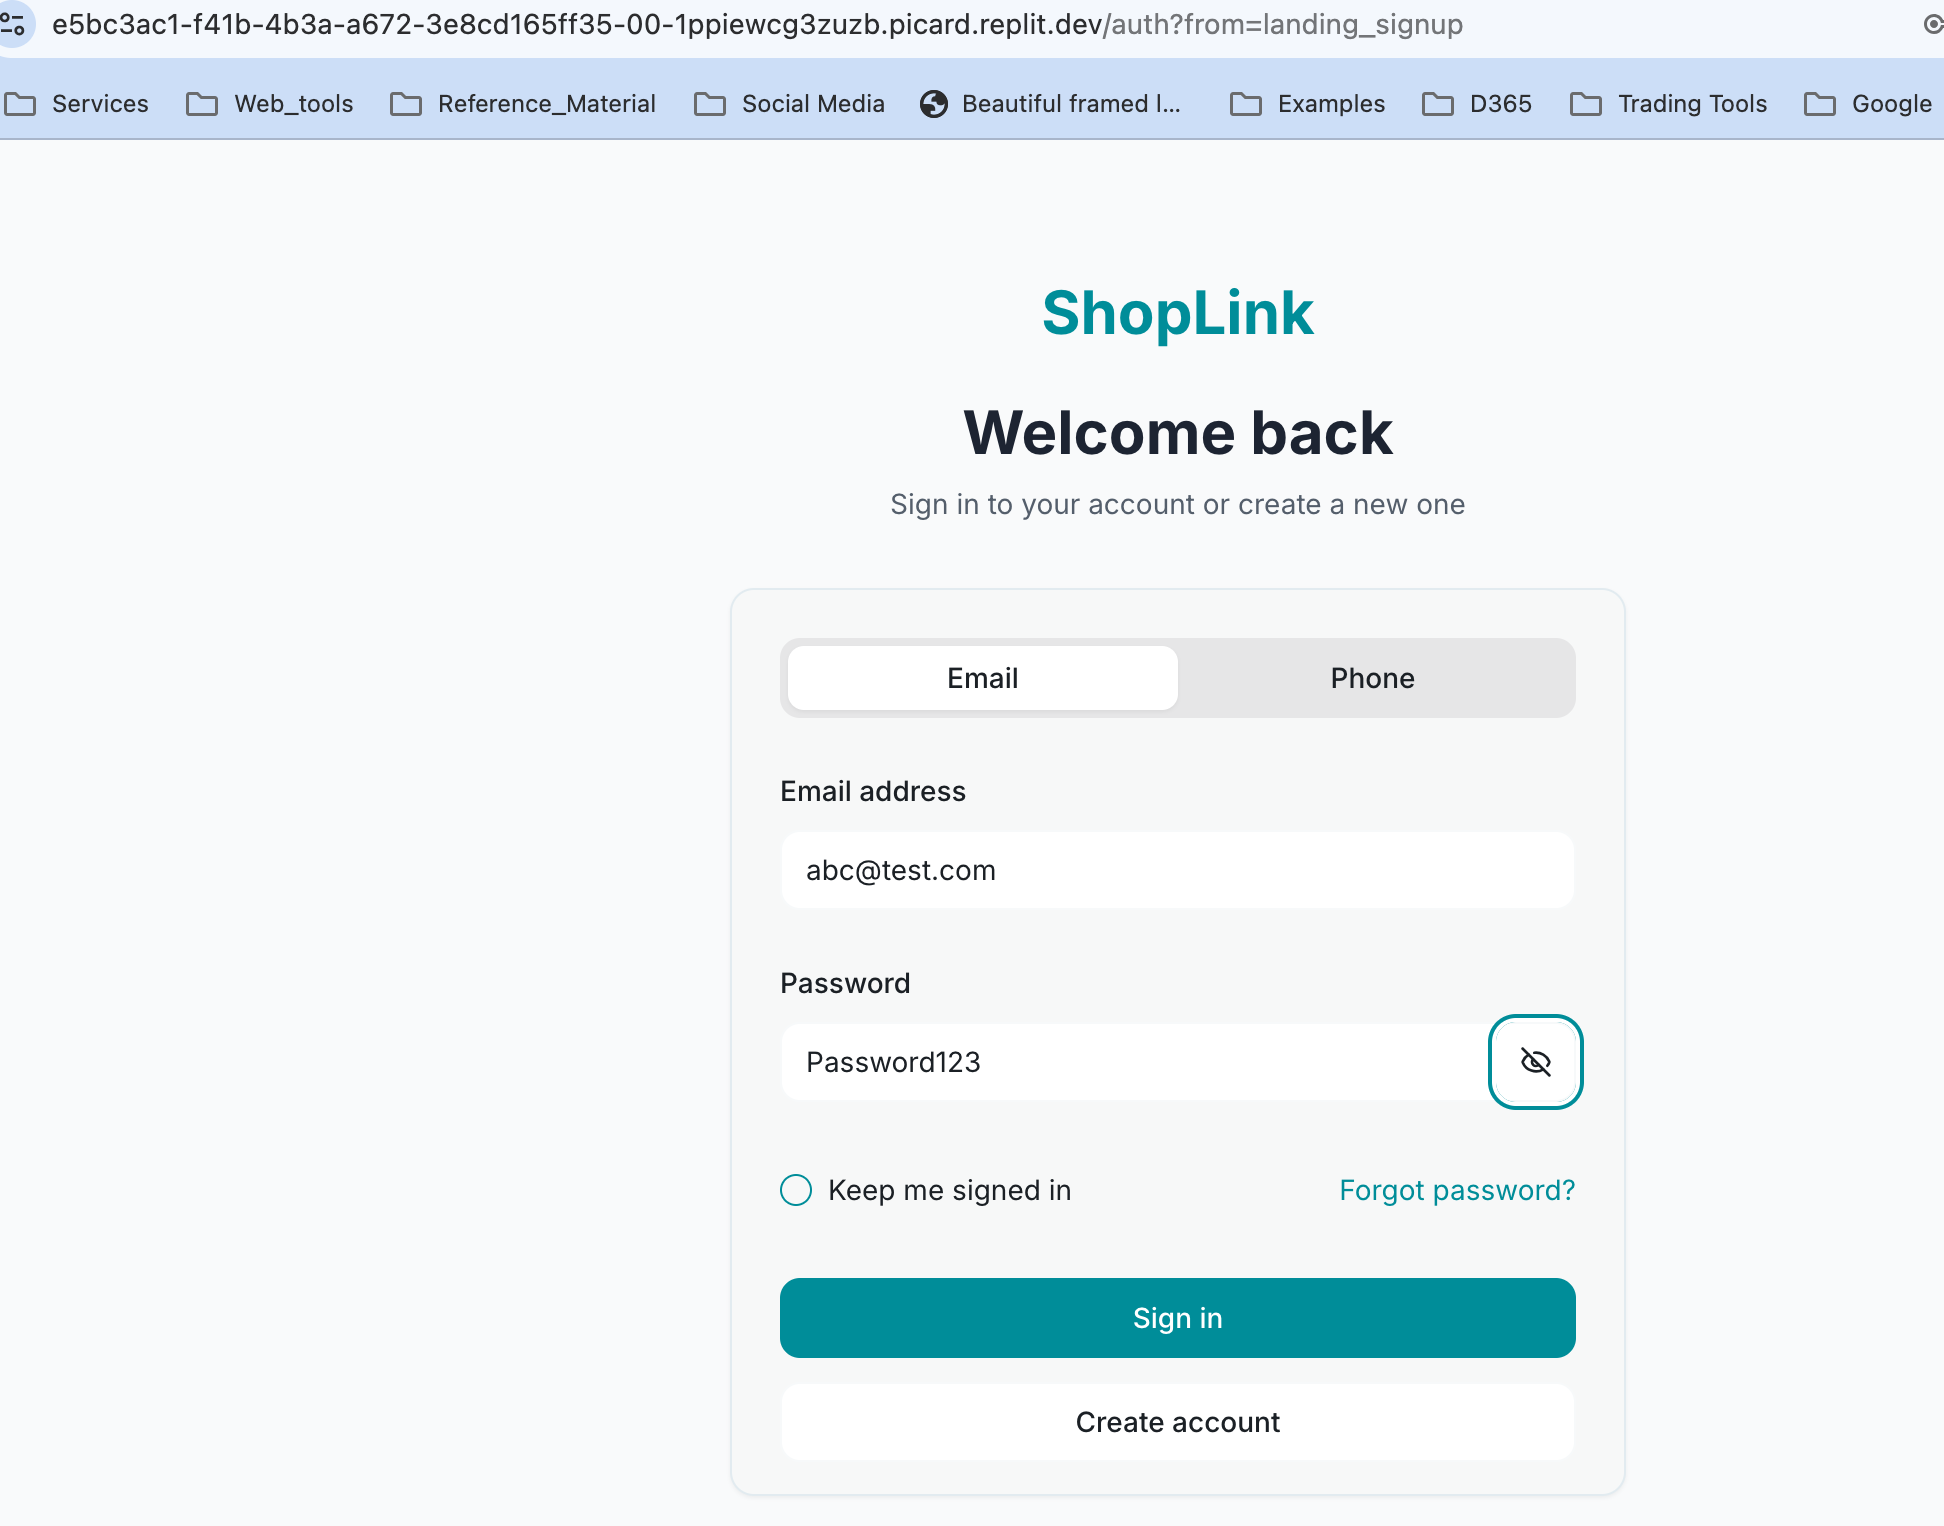 e5bc3ac1-f41b-4b3a-a672-3e8cd165ff35-00-1ppiewcg3zuzb.picard.replit.dev/auth?from=landing_signup
Services Web_tools Reference_Material Social Media Beautiful framed l... Examples D365 Trading Tools Google
ShopLink
Welcome back
Sign in to your account or create a new one
Email Phone
Email address
abc@test.com
Password
Password123
Keep me signed in Forgot password?
Sign in
Create account